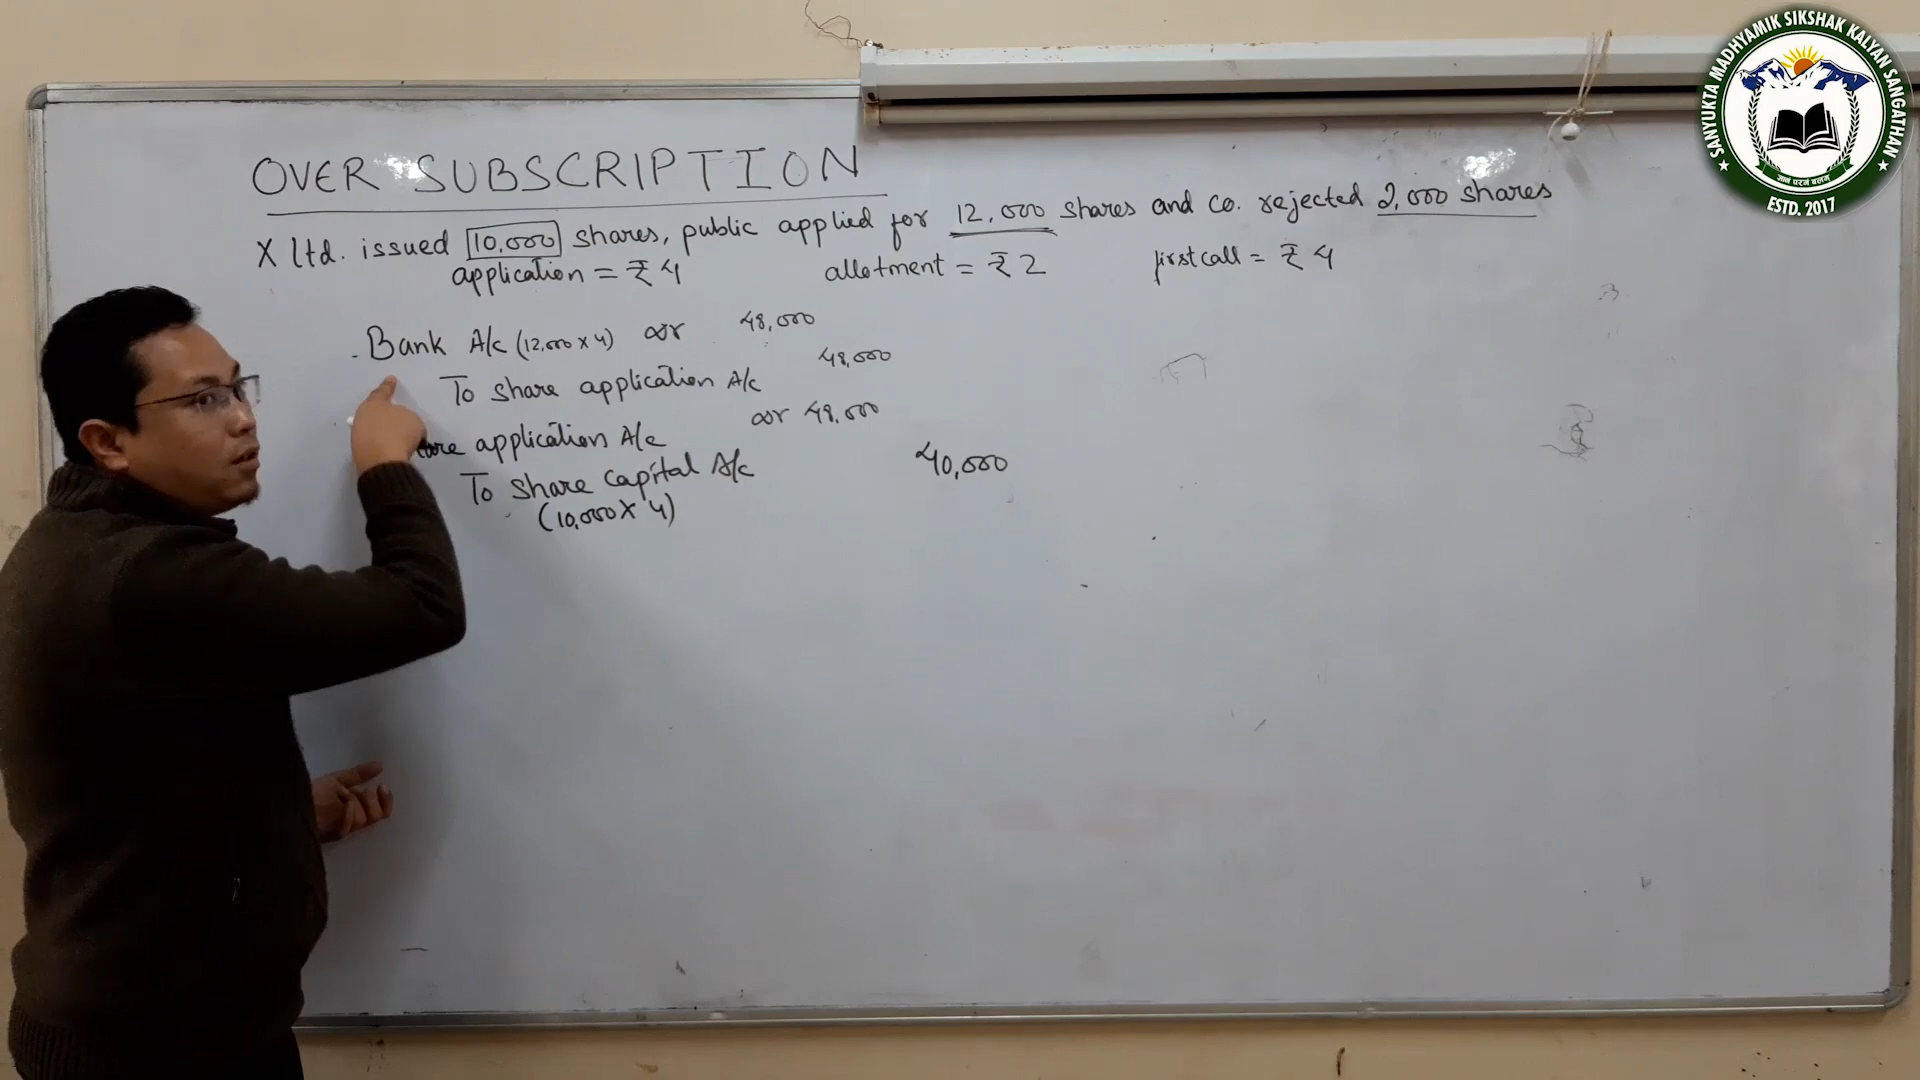 OVER SUBSCRIPTION
X Ltd. issued 10,000 shares, public applied for 12,000 shares and co. rejected 2,000 shares
application = ₹ 4 allotment = ₹ 2 first call = ₹ 4
Bank A/c (12,000 x 4) Dr 48,000
To share application A/c 48,000
are application A/c Dr 48,000
To share capital A/c 40,000
(10,000 X 4)
SANYUKTA MADHYAMIK SIKSHAK KALYAN SANGATHAN
ESTD. 2017